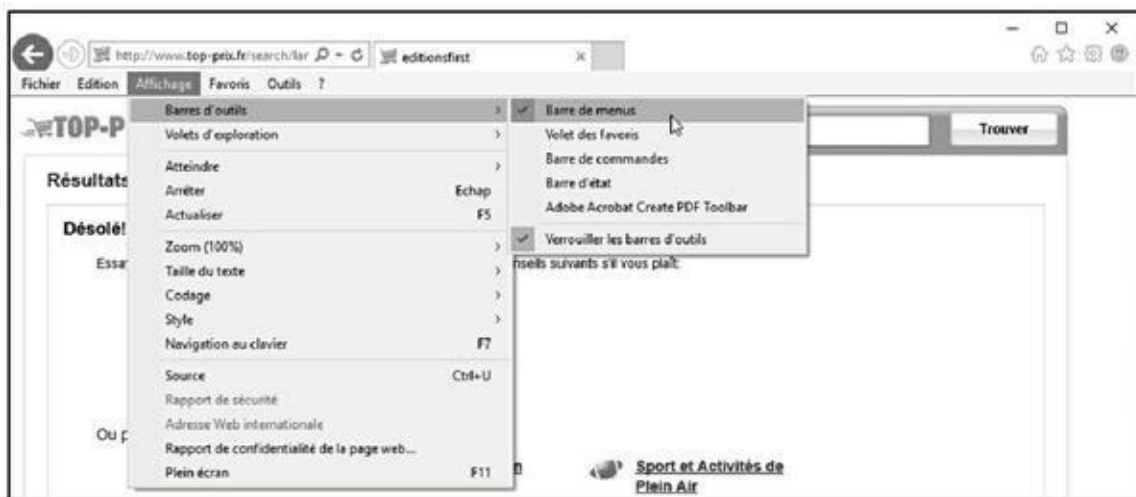 http://www.top-prix.fr/search/lar
editionsfirst
Fichier Edition Affichage Favoris Outils ?
TOP-P
Trouver
Résultats
Désolé!
Essa
nseils suivants s'il vous plaît:
Ou p
Barres d'outils
Volets d'exploration
Atteindre
Arrêter Echap
Actualiser F5
Zoom (100%)
Taille du texte
Codage
Style
Navigation au clavier F7
Source Ctrl+U
Rapport de sécurité
Adresse Web internationale
Rapport de confidentialité de la page web...
Plein écran F11
Barre de menus
Volet des favoris
Barre de commandes
Barre d'état
Adobe Acrobat Create PDF Toolbar
Verrouiller les barres d'outils
n
Sport et Activités de
Plein Air